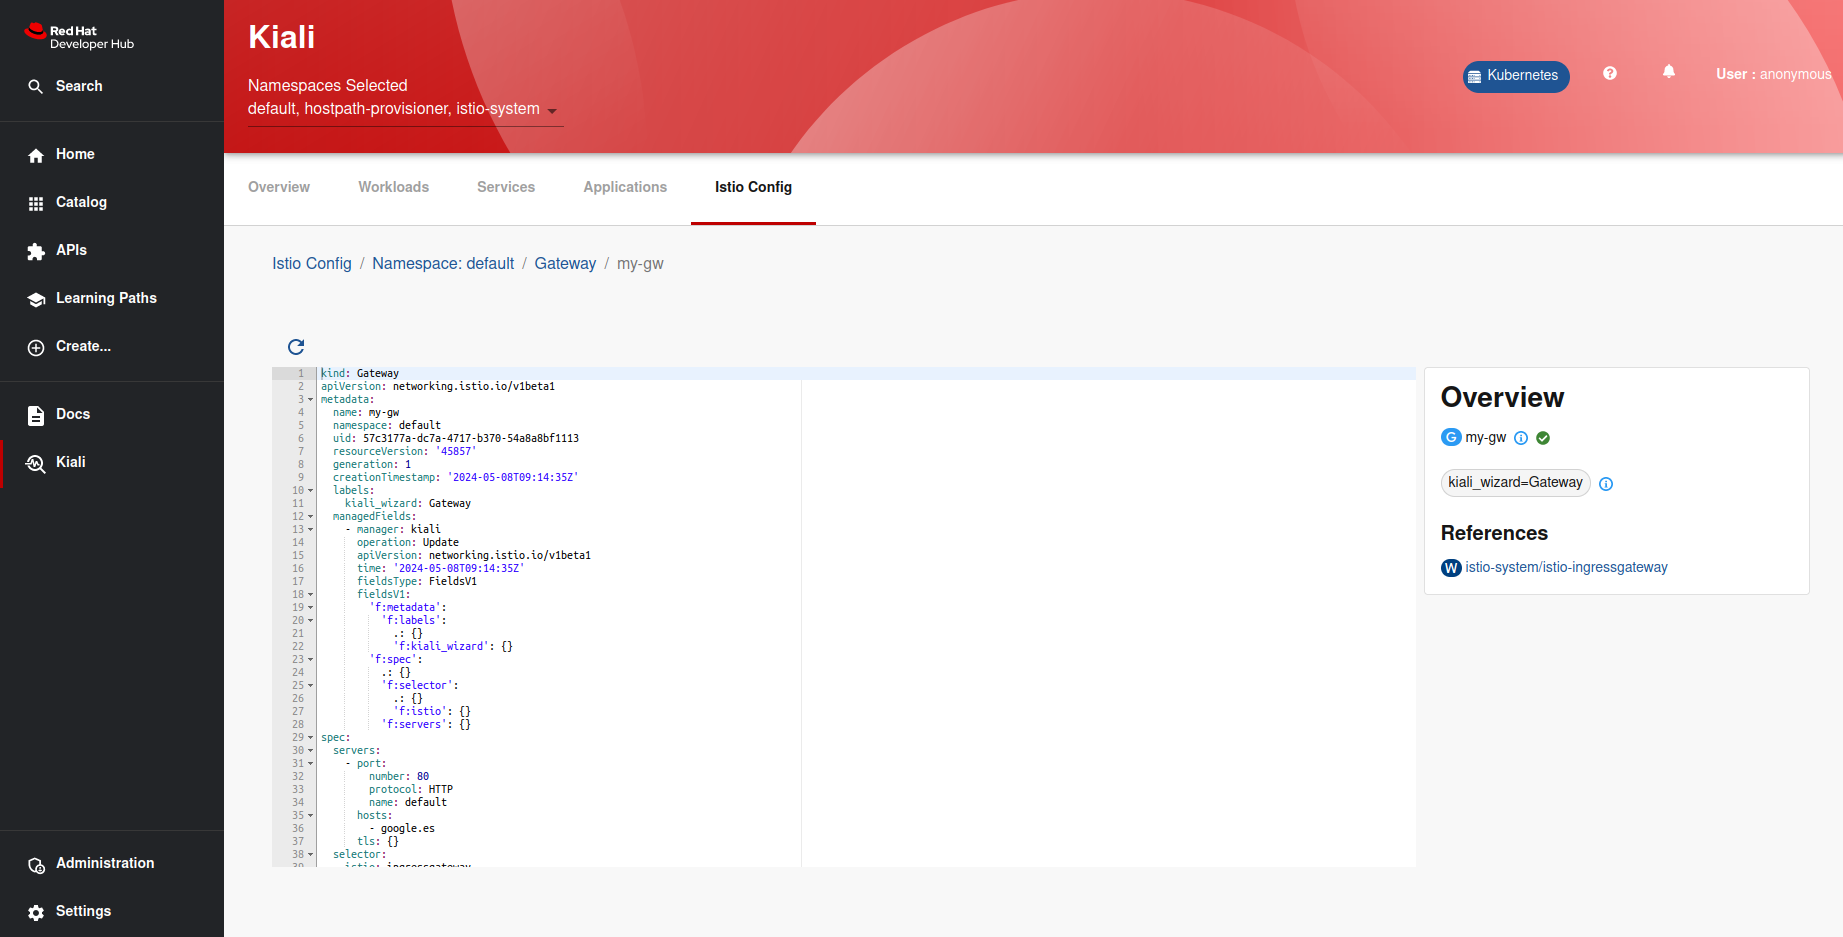 Red Hat
Developer Hub
Search
Home
Catalog
APIs
Learning Paths
Create...
Docs
Kiali
Administration
Settings
Kiali
Namespaces Selected
default, hostpath-provisioner, istio-system
Kubernetes
User : anonymous
Overview
Workloads
Services
Applications
Istio Config
Istio Config / Namespace: default / Gateway / my-gw
1 kind: Gateway
2 apiVersion: networking.istio.io/v1beta1
3 metadata:
4 name: my-gw
5 namespace: default
6 uid: 57c3177a-dc7a-4717-b370-54a8a8bf1113
7 resourceVersion: '45857'
8 generation: 1
9 creationTimestamp: '2024-05-08T09:14:35Z'
10 labels:
11 kiali_wizard: Gateway
12 managedFields:
13 - manager: kiali
14 operation: Update
15 apiVersion: networking.istio.io/v1beta1
16 time: '2024-05-08T09:14:35Z'
17 fieldsType: FieldsV1
18 fieldsV1:
19 'f:metadata':
20 'f:labels':
21 .: {}
22 'f:kiali_wizard': {}
23 'f:spec':
24 .: {}
25 'f:selector':
26 .: {}
27 'f:istio': {}
28 'f:servers': {}
29 spec:
30 servers:
31 - port:
32 number: 80
33 protocol: HTTP
34 name: default
35 hosts:
36 - google.es
37 tls: {}
38 selector:
39 istio: ingressgateway
Overview
G my-gw
kiali_wizard=Gateway
References
W istio-system/istio-ingressgateway